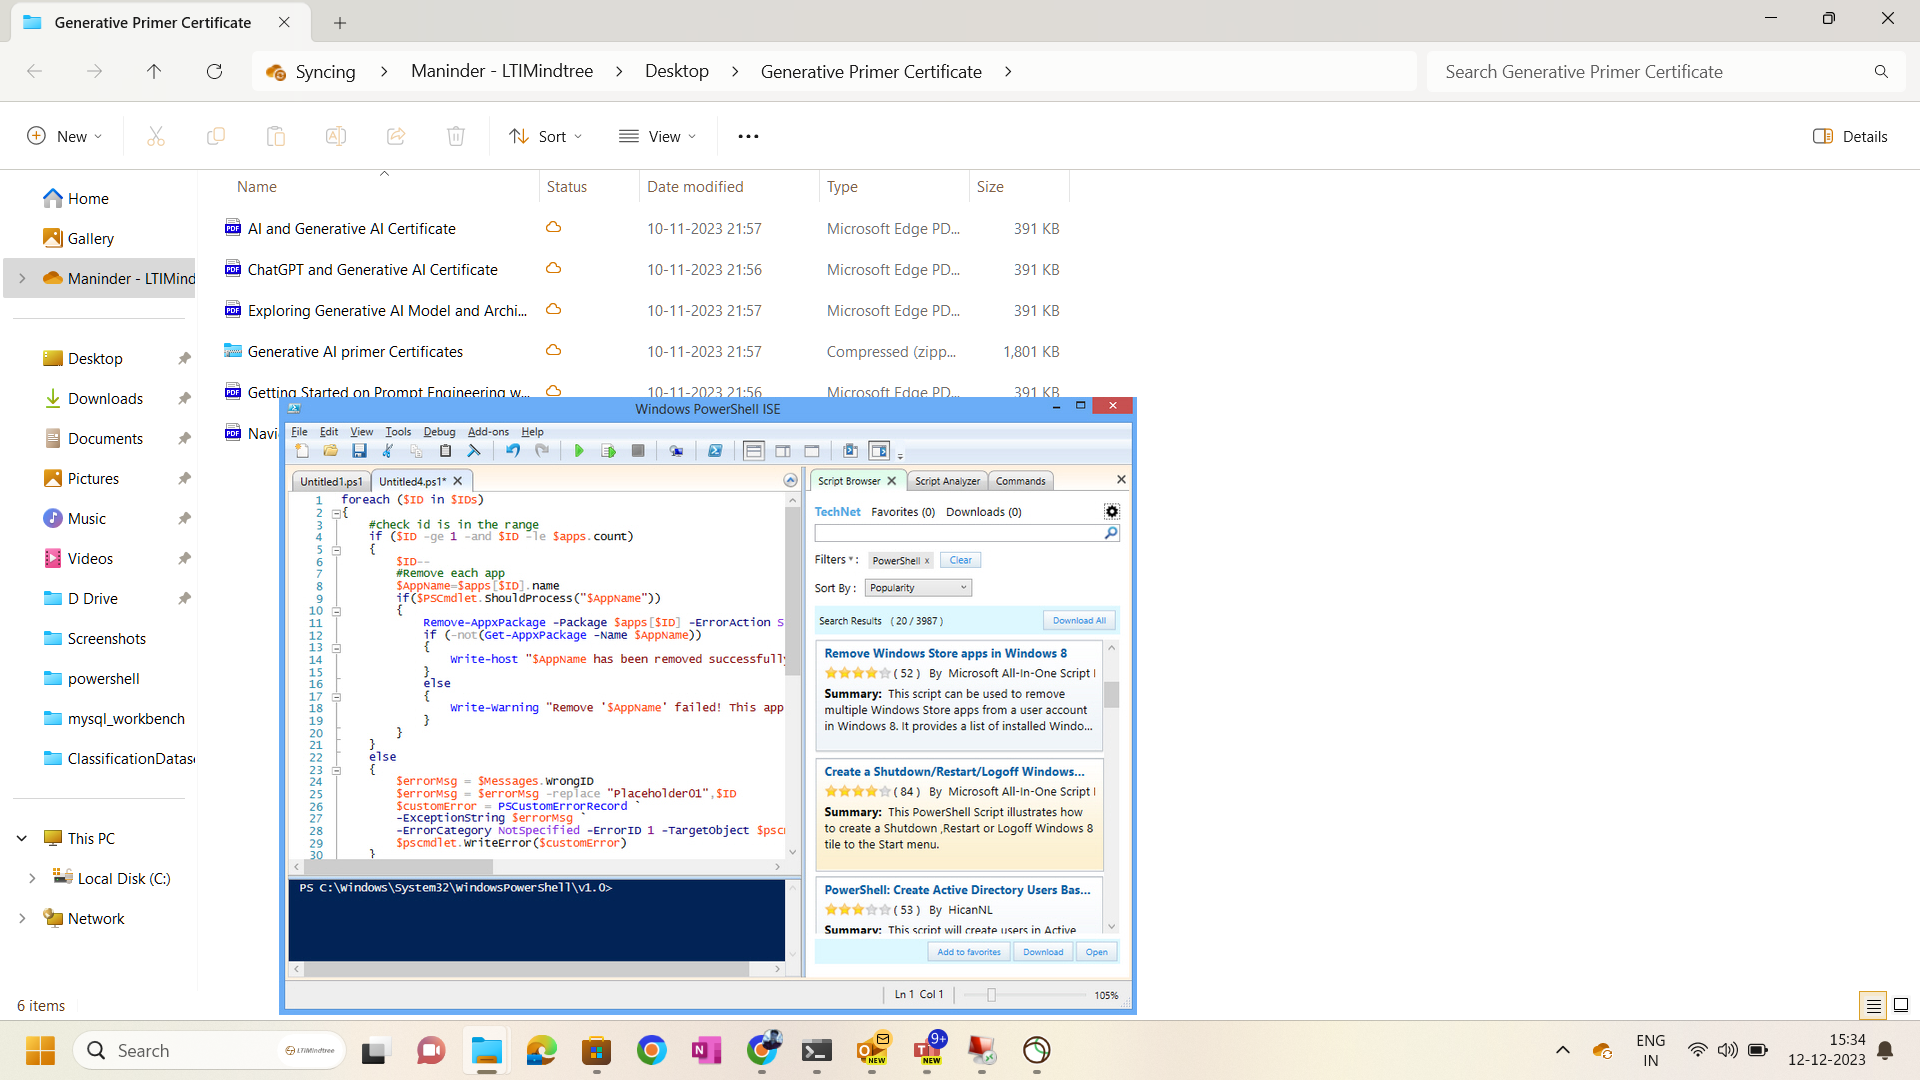 Generative Primer Certificate
Syncing
Maninder - LTIMindtree
Desktop
Generative Primer Certificate
Search Generative Primer Certificate
New
Sort
View
Details
Name
Status
Date modified
Type
Size
AI and Generative AI Certificate
10-11-2023 21:57
Microsoft Edge PD...
391 KB
ChatGPT and Generative AI Certificate
10-11-2023 21:56
Microsoft Edge PD...
391 KB
Exploring Generative AI Model and Archi...
10-11-2023 21:57
Microsoft Edge PD...
391 KB
Generative AI primer Certificates
10-11-2023 21:57
Compressed (zipp...
1,801 KB
Getting Started on Prompt Engineering w...
10-11-2023 21:56
Microsoft Edge PD...
391 KB
Navi
Home
Gallery
Maninder - LTIMind
Desktop
Downloads
Documents
Pictures
Music
Videos
D Drive
Screenshots
powershell
mysql_workbench
ClassificationDatase
This PC
Local Disk (C:)
Network
6 items
Windows PowerShell ISE
File Edit View Tools Debug Add-ons Help
Untitled1.ps1
Untitled4.ps1*
1 foreach ($ID in $IDs)
2 {
3 #check id is in the range
4 if ($ID -ge 1 -and $ID -le $apps.count)
5 {
6 $ID--
7 #Remove each app
8 $AppName=$apps[$ID].name
9 if($PSCmdlet.ShouldProcess("$AppName"))
10 {
11 Remove-AppxPackage -Package $apps[$ID] -ErrorAction S
12 if (-not(Get-AppxPackage -Name $AppName))
13 {
14 Write-host "$AppName has been removed successfully
15 }
16 else
17 {
18 Write-Warning "Remove '$AppName' failed! This app
19 }
20 }
21 }
22 else
23 {
24 $errorMsg = $Messages.WrongID
25 $errorMsg = $errorMsg -replace "Placeholder01",$ID
26 $customError = PSCustomErrorRecord `
27 -ExceptionString $errorMsg `
28 -ErrorCategory NotSpecified -ErrorID 1 -TargetObject $pscm
29 $pscmdlet.WriteError($customError)
30 }
PS C:\Windows\System32\WindowsPowerShell\v1.0>
Script Browser
Script Analyzer
Commands
TechNet
Favorites (0)
Downloads (0)
Filters :
PowerShell x
Clear
Sort By :
Popularity
Search Results ( 20 / 3987 )
Download All
Remove Windows Store apps in Windows 8
( 52 ) By Microsoft All-In-One Script
Summary: This script can be used to remove
multiple Windows Store apps from a user account
in Windows 8. It provides a list of installed Windo...
Create a Shutdown/Restart/Logoff Windows...
( 84 ) By Microsoft All-In-One Script
Summary: This PowerShell Script illustrates how
to create a Shutdown ,Restart or Logoff Windows 8
tile to the Start menu.
PowerShell: Create Active Directory Users Bas...
( 53 ) By HicanNL
Summary: This script will create users in Active
Add to favorites
Download
Open
Ln 1 Col 1
105%
Search
LTIMindtree
NEW
9+
NEW
ENG
IN
15:34
12-12-2023